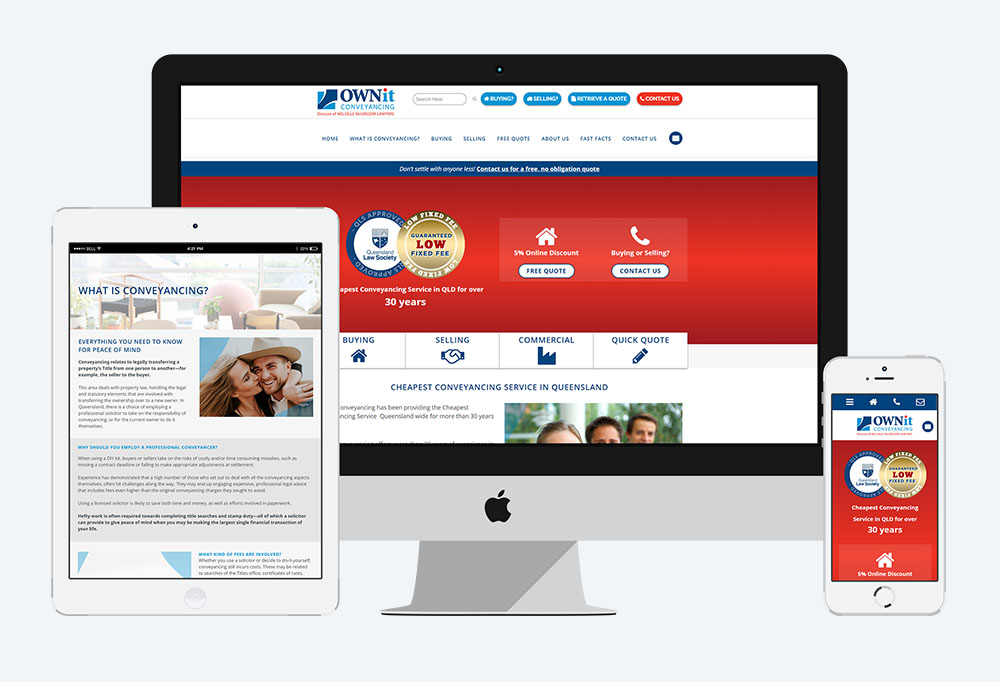 OWNit
CONVEYANCING
Division of MELVILLE McGREGOR LAWYERS
Search Here
BUYING?
SELLING?
RETRIEVE A QUOTE
CONTACT US
HOME
WHAT IS CONVEYANCING?
BUYING
SELLING
FREE QUOTE
ABOUT US
FAST FACTS
CONTACT US
Don't settle with anyone less! Contact us for a free, no obligation quote
QLS APPROVED
Queensland
Law Society
LOW FIXED FEE
GUARANTEED
LOW
FIXED FEE
5% Online Discount
FREE QUOTE
Buying or Selling?
CONTACT US
apest Conveyancing Service in QLD for over
30 years
BUYING
SELLING
COMMERCIAL
QUICK QUOTE
CHEAPEST CONVEYANCING SERVICE IN QUEENSLAND
onveyancing has been providing the Cheapest
ncing Service Queensland wide for more than 30 years
BELL
4:21 PM
22%
WHAT IS CONVEYANCING?
EVERYTHING YOU NEED TO KNOW
FOR PEACE OF MIND
Conveyance relates to legally transferring a
property's Title from one person to another—for
example, the seller to the buyer.
This area deals with property law, handling the legal
and statutory elements that are involved with
transferring the ownership over to a new owner. In
Queensland, there is a choice of employing a
professional solicitor to take on the responsibility of
conveyancing, or for the current owner to do it
themselves.
WHY SHOULD YOU EMPLOY A PROFESSIONAL CONVEYANCER?
When using a DIY kit, buyers or sellers take on the risks of costly and/or time consuming mistakes, such as
missing a contract deadline or failing to make appropriate adjustments at settlement.
Experience has demonstrated that a high number of those who set out to deal with all the conveyancing aspects
themselves, often hit challenges along the way. They may end up engaging expensive, professional legal advice
that includes fees even higher than the original conveyancing charges they sought to avoid.
Using a licensed solicitor is likely to save both time and money, as well as efforts involved in paperwork.
Hefty work is often required towards completing title searches and stamp duty—all of which a solicitor
can provide to give peace of mind when you may be making the largest single financial transaction of
your life.
WHAT KIND OF FEES ARE INVOLVED?
Whether you use a solicitor or decide to do-it-yourself,
conveyancing still incurs costs. These may be related
to searches of the Titles office, certificates of rates,
OWNit
CONVEYANCING
QLS APPROVED
Queensland
Law Society
LOW FIXED FEE
GUARANTEED
LOW
FIXED FEE
Cheapest Conveyancing
Service in QLD for over
30 years
5% Online Discount